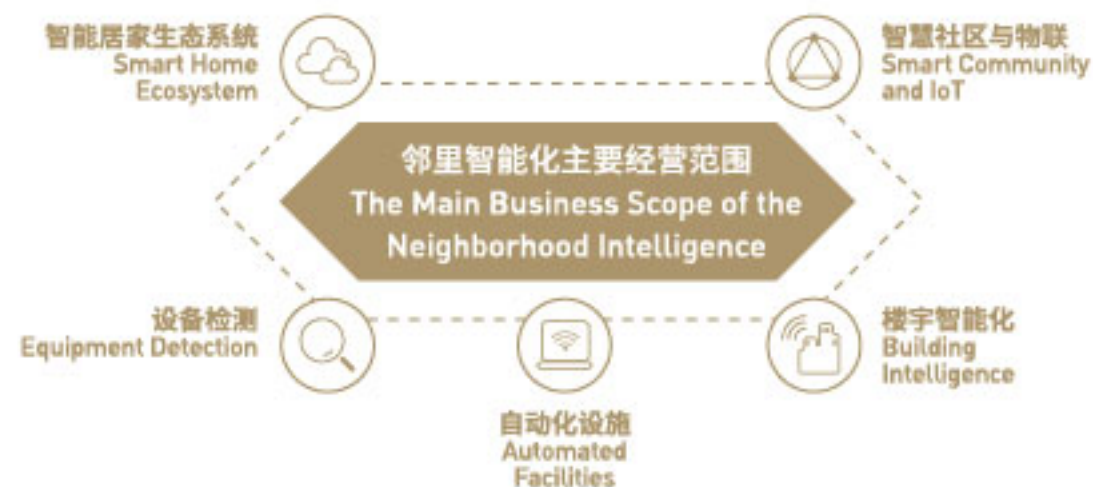 智能居家生态系统
Smart Home
Ecosystem
智慧社区与物联
Smart Community
and IoT
邻里智能化主要经营范围
The Main Business Scope of the
Neighborhood Intelligence
设备检测
Equipment Detection
自动化设施
Automated
Facilities
楼宇智能化
Building
Intelligence